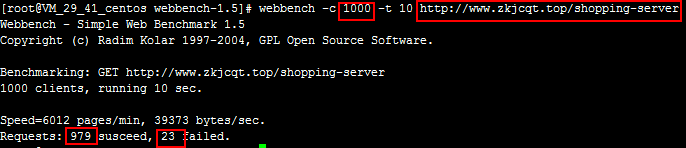 [root@VM_29_41_centos webbench-1.5]# webbench -c 1000 -t 10 http://www.zkjcqt.top/shopping-server
Webbench - Simple Web Benchmark 1.5
Copyright (c) Radim Kolar 1997-2004, GPL Open Source Software.
Benchmarking: GET http://www.zkjcqt.top/shopping-server
1000 clients, running 10 sec.
Speed=6012 pages/min, 39373 bytes/sec.
Requests: 979 susceed, 23 failed.